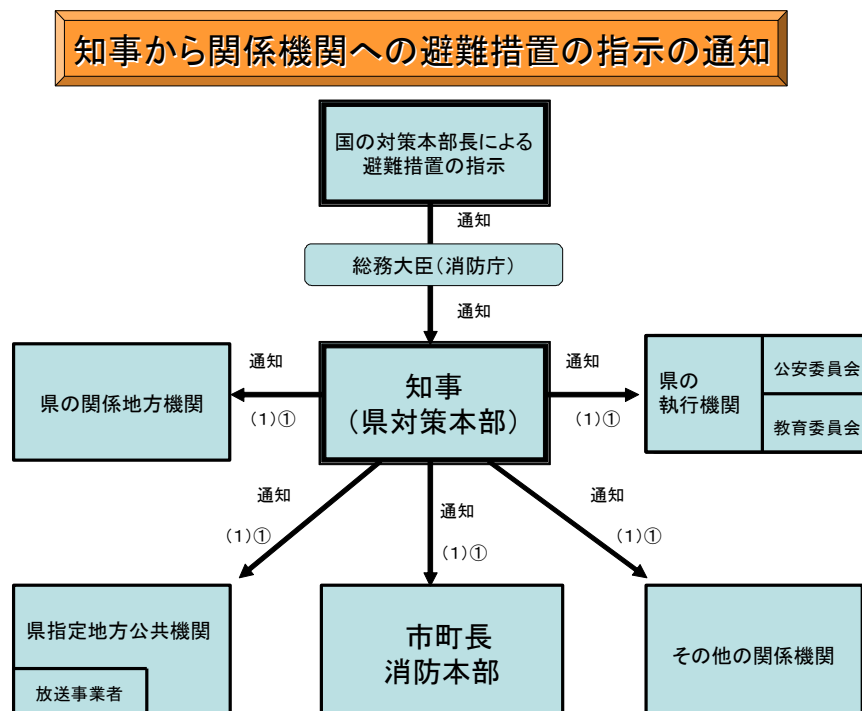 知事から関係機関への避難措置の指示の通知
国の対策本部長による
避難措置の指示
通知
総務大臣(消防庁)
通知
県の関係地方機関
通知
(1)①
知事
(県対策本部)
通知
(1)①
県の
執行機関
公安委員会
教育委員会
通知
(1)①
通知
(1)①
通知
(1)①
県指定地方公共機関
放送事業者
市町長
消防本部
その他の関係機関